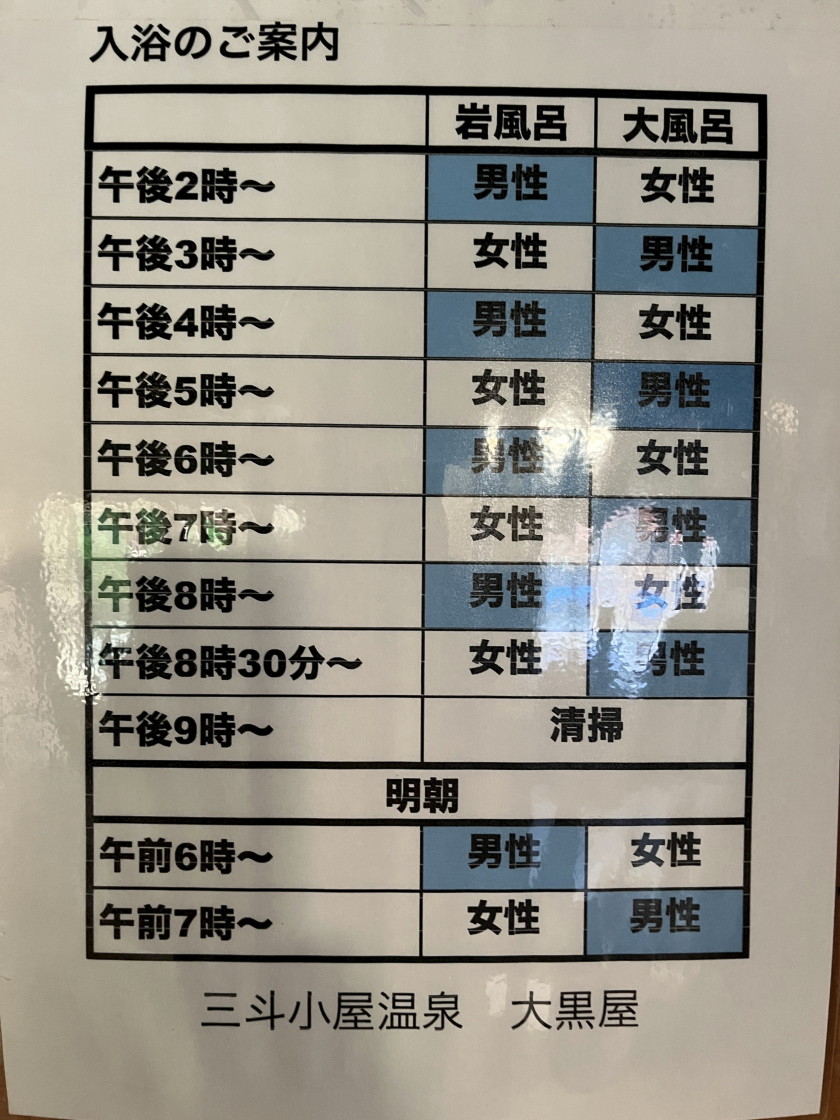 入浴のご案内
岩風呂 大風呂
午後2時～ 男性 女性
午後3時～ 女性 男性
午後4時～ 男性 女性
午後5時～ 女性 男性
午後6時～ 男性 女性
午後7時～ 女性 男性
午後8時～ 男性 女性
午後8時30分～ 女性 男性
午後9時～ 清掃
明朝
午前6時～ 男性 女性
午前7時～ 女性 男性
三斗小屋温泉　大黒屋